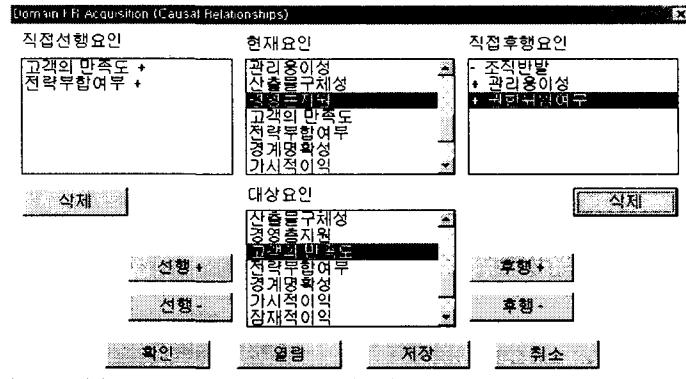 Domain FR Acquisition (Causal Relationships)
직접선행요인
현재요인
직접후행요인
고객의 만족도 +
전략부합여부 +
관리용이성
산출물구체성
경영층지원
고객의 만족도
전략부합여부
경계명확성
가시적이익
- 조직반발
+ 관리용이성
+ 권한위임여부
삭제
대상요인
삭제
산출물구체성
경영층지원
고객의 만족도
전략부합여부
경계명확성
가시적이익
잠재적이익
선행 +
선행 -
후행 +
후행 -
확인
열람
저장
취소